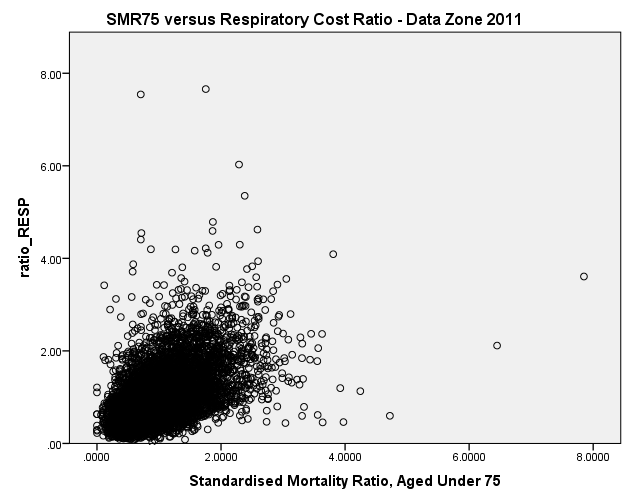 SMR75 versus Respiratory Cost Ratio - Data Zone 2011
8.00
6.00
4.00
2.00
.00
ratio_RESP
.0000 2.0000 4.0000 6.0000 8.0000
Standardised Mortality Ratio, Aged Under 75